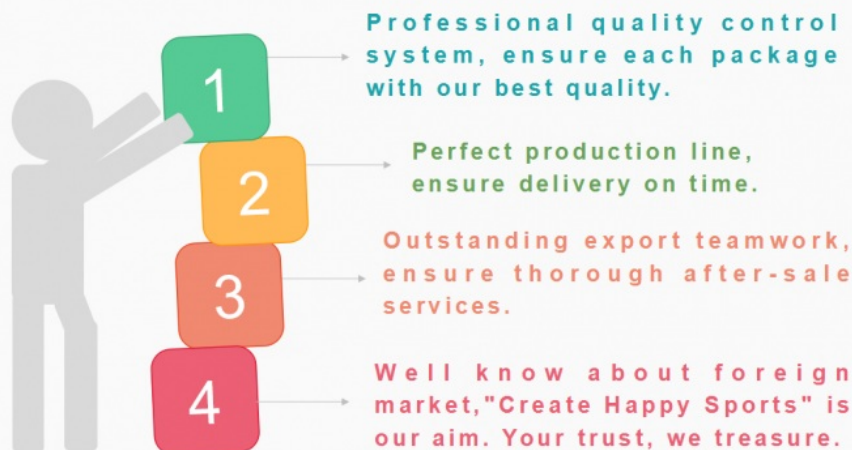 Professional quality control
1
system, ensure each package
with our best quality.
Perfect production line,
2
ensure delivery on time.
Outstanding export teamwork,
3
ensure thorough after-sale
services.
Well know about foreign
4
market,"Create Happy Sports" is
our aim. Your trust, we treasure.